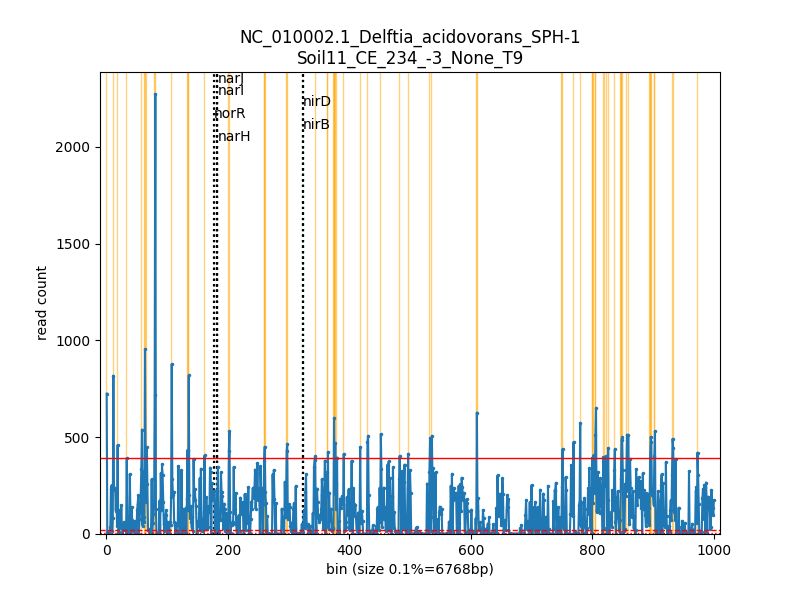 NC_010002.1_Delftia_acidovorans_SPH-1
Soil11_CE_234_-3_None_T9
narJ
narI
nirD
norR
nirB
narH
2000
1500
1000
500
0
read count
0 200 400 600 800 1000
bin (size 0.1%=6768bp)